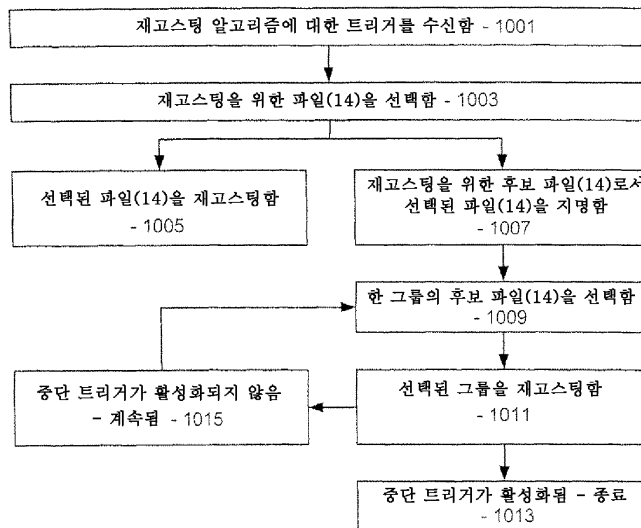 재고스팅 알고리즘에 대한 트리거를 수신함 - 1001
재고스팅을 위한 파일(14)을 선택함 - 1003
선택된 파일(14)을 재고스팅함
- 1005
재고스팅을 위한 후보 파일(14)로서
선택된 파일(14)을 지명함
- 1007
한 그룹의 후보 파일(14)을 선택함
- 1009
선택된 그룹을 재고스팅함
- 1011
중단 트리거가 활성화되지 않음
- 계속됨 - 1015
중단 트리거가 활성화됨 - 종료
- 1013